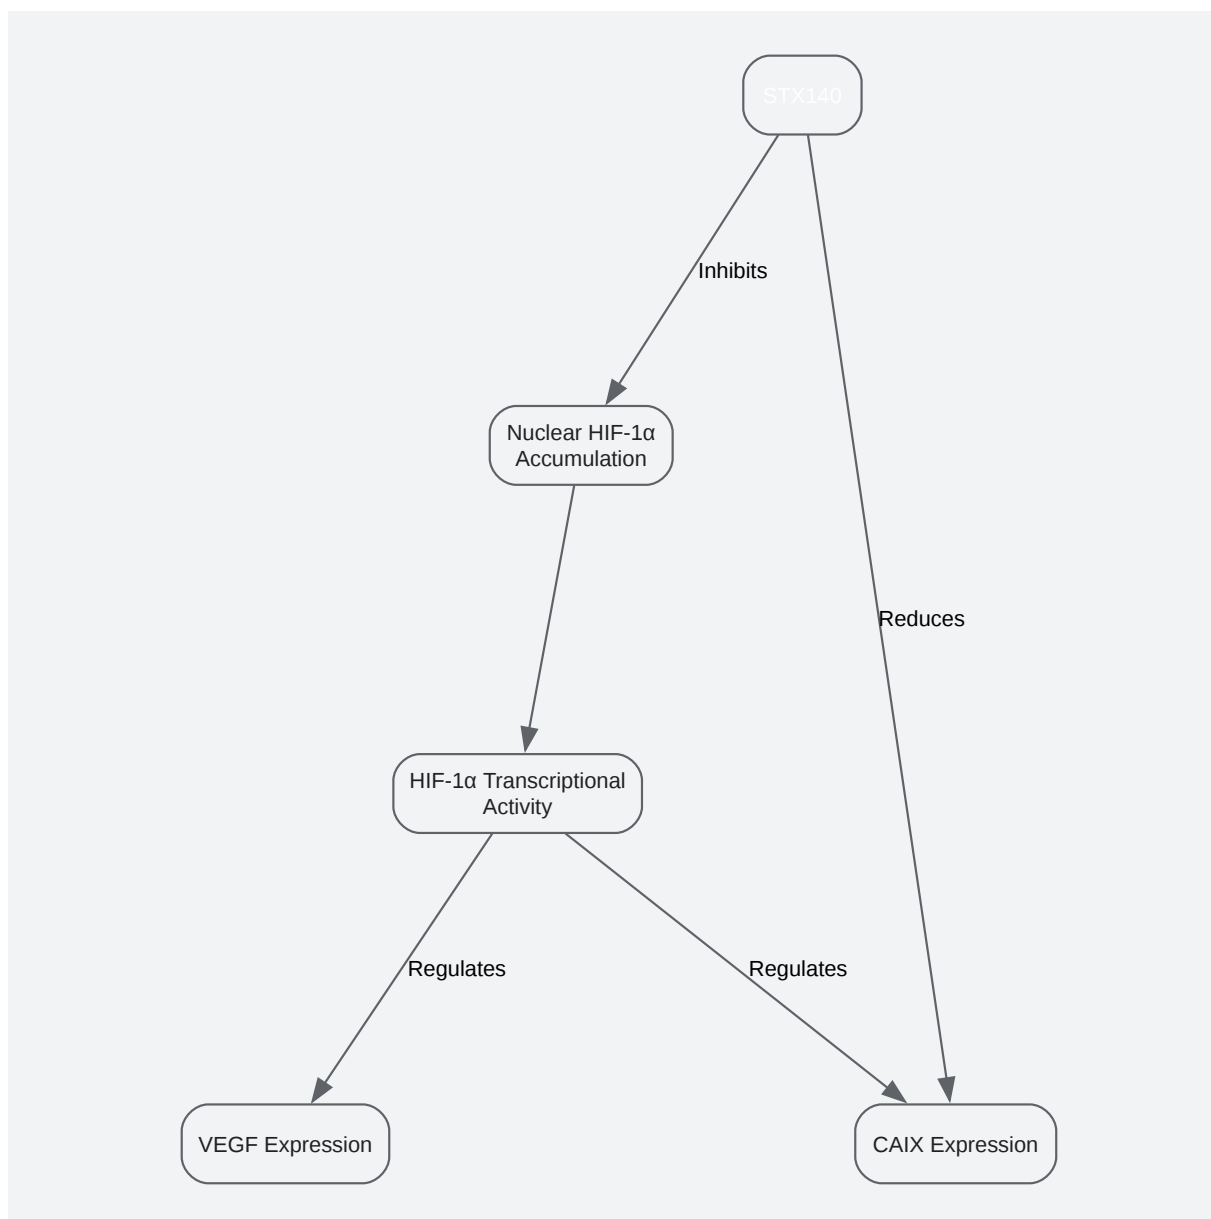 STX140
Inhibits
Nuclear HIF-1α
Accumulation
Reduces
HIF-1α Transcriptional
Activity
Regulates
Regulates
VEGF Expression
CAIX Expression